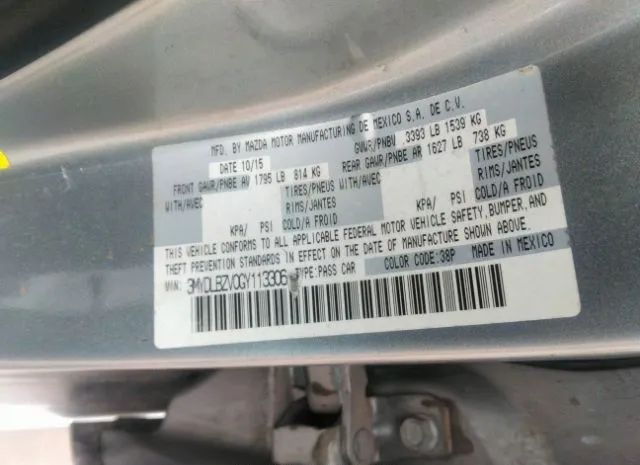 MFD. BY MAZDA MOTOR MANUFACTURING DE MEXICO S.A. DE C.V.
DATE 10/15 GVWR/PNBV 3393 LB 1539 KG
FRONT GAWR/PNBE AV 1795 LB 814 KG REAR GAWR/PNBE AR 1627 LB 738 KG
WITH/AVEC TIRES/PNEUS WITH/AVEC TIRES/PNEUS
RIMS/JANTES RIMS/JANTES
KPA/ PSI COLD/A FROID KPA/ PSI COLD/A FROID
THIS VEHICLE CONFORMS TO ALL APPLICABLE FEDERAL MOTOR VEHICLE SAFETY, BUMPER, AND
THEFT PREVENTION STANDARDS IN EFFECT ON THE DATE OF MANUFACTURE SHOWN ABOVE.
VIN: 3MYDLBZV0GY113306 TYPE:PASS CAR COLOR CODE:38P MADE IN MEXICO